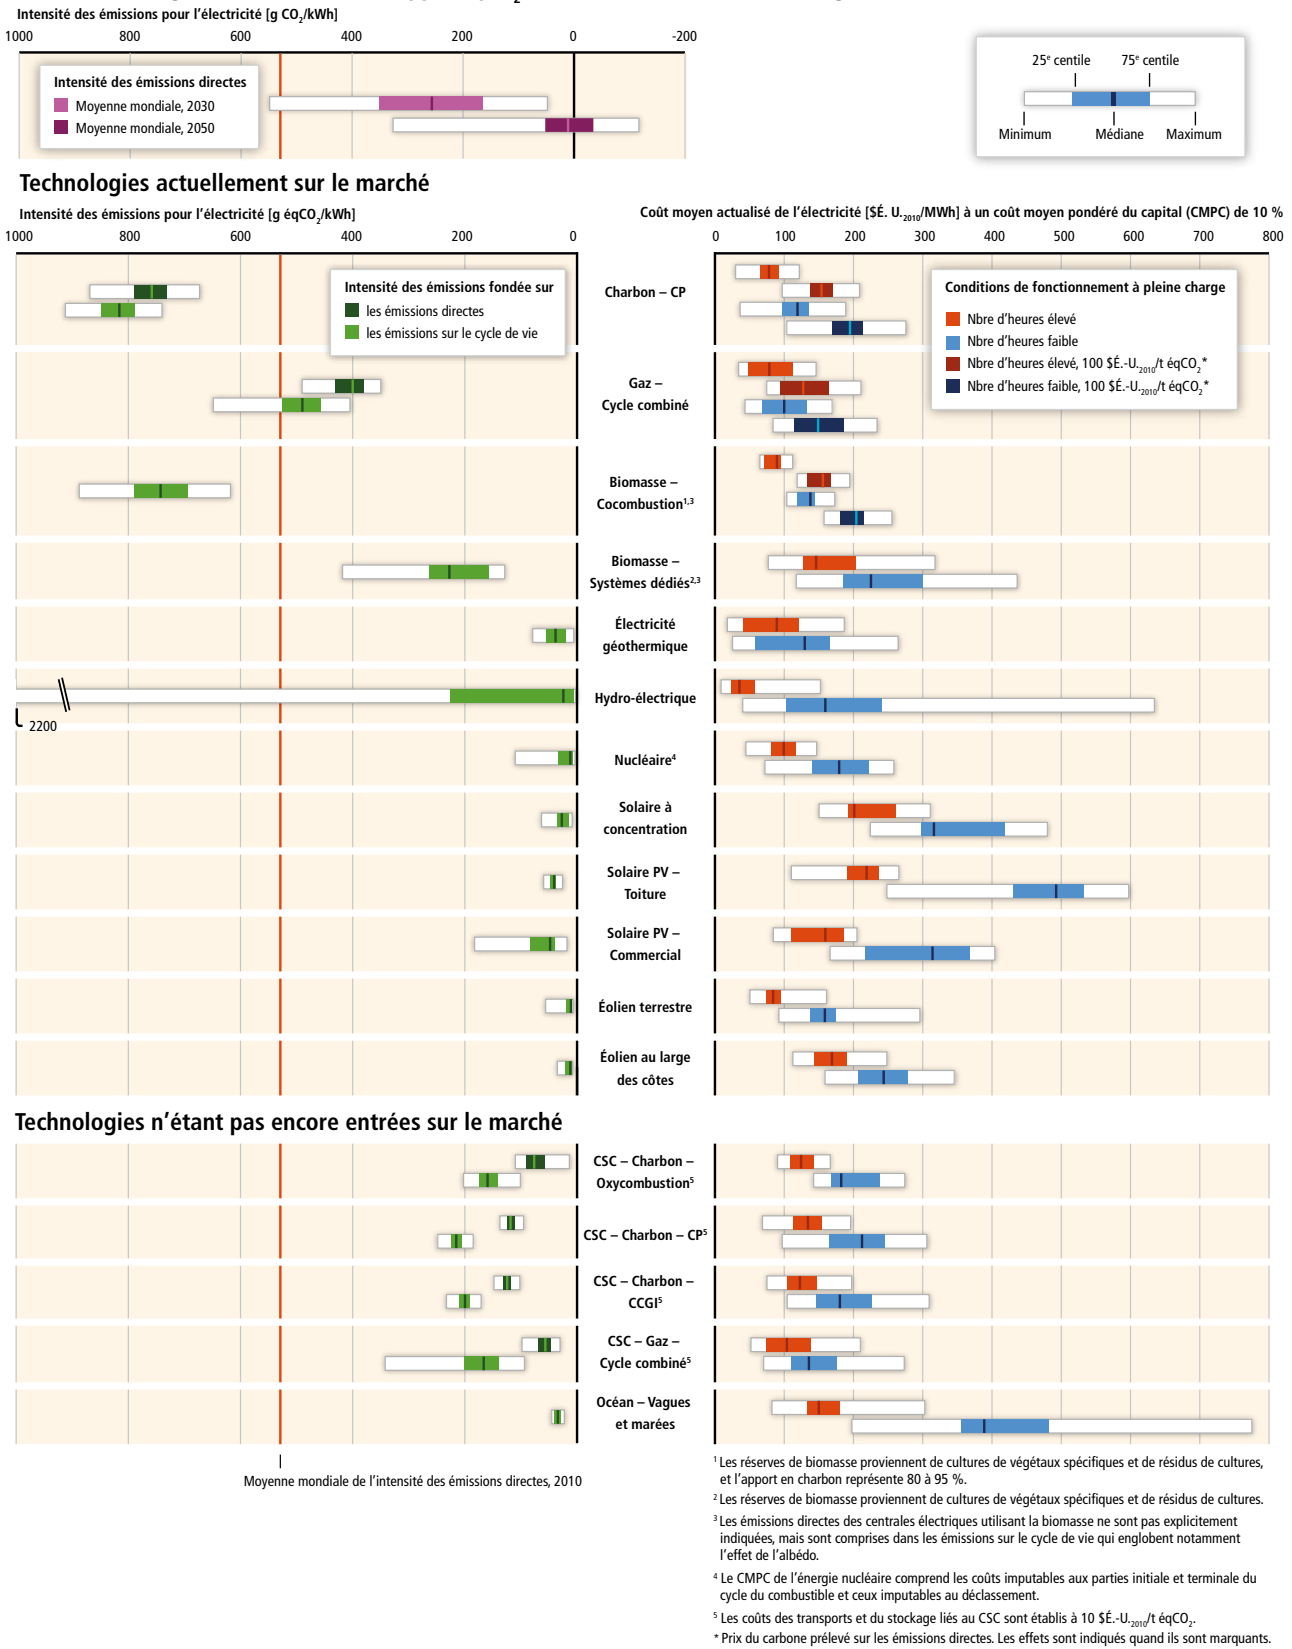 Intensité des émissions pour l'électricité [g CO2/kWh]
1000 800 600 400 200 0 -200
Intensité des émissions directes
Moyenne mondiale, 2030
Moyenne mondiale, 2050
25e centile 75e centile
Minimum Médiane Maximum
Technologies actuellement sur le marché
Intensité des émissions pour l'électricité [g éqCO2/kWh]
Coût moyen actualisé de l'électricité [$É. U.2010/MWh] à un coût moyen pondéré du capital (CMPC) de 10 %
1000 800 600 400 200 0
0 100 200 300 400 500 600 700 800
Intensité des émissions fondée sur
les émissions directes
les émissions sur le cycle de vie
Conditions de fonctionnement à pleine charge
Nbre d'heures élevé
Nbre d'heures faible
Nbre d'heures élevé, 100 $É.-U.2010/t éqCO2*
Nbre d'heures faible, 100 $É.-U.2010/t éqCO2*
Charbon – CP
Gaz –
Cycle combiné
Biomasse –
Cocombustion1,3
Biomasse –
Systèmes dédiés2,3
Électricité
géothermique
Hydro-électrique
2200
Nucléaire4
Solaire à
concentration
Solaire PV –
Toiture
Solaire PV –
Commercial
Éolien terrestre
Éolien au large
des côtes
Technologies n'étant pas encore entrées sur le marché
CSC – Charbon –
Oxycombustion5
CSC – Charbon – CP5
CSC – Charbon –
CCGI5
CSC – Gaz –
Cycle combiné5
Océan – Vagues
et marées
Moyenne mondiale de l'intensité des émissions directes, 2010
1 Les réserves de biomasse proviennent de cultures de végétaux spécifiques et de résidus de cultures,
et l'apport en charbon représente 80 à 95 %.
2 Les réserves de biomasse proviennent de cultures de végétaux spécifiques et de résidus de cultures.
3 Les émissions directes des centrales électriques utilisant la biomasse ne sont pas explicitement
indiquées, mais sont comprises dans les émissions sur le cycle de vie qui englobent notamment
l'effet de l'albédo.
4 Le CMPC de l'énergie nucléaire comprend les coûts imputables aux parties initiale et terminale du
cycle du combustible et ceux imputables au déclassement.
5 Les coûts des transports et du stockage liés au CSC sont établis à 10 $É.-U.2010/t éqCO2.
* Prix du carbone prélevé sur les émissions directes. Les effets sont indiqués quand ils sont marquants.